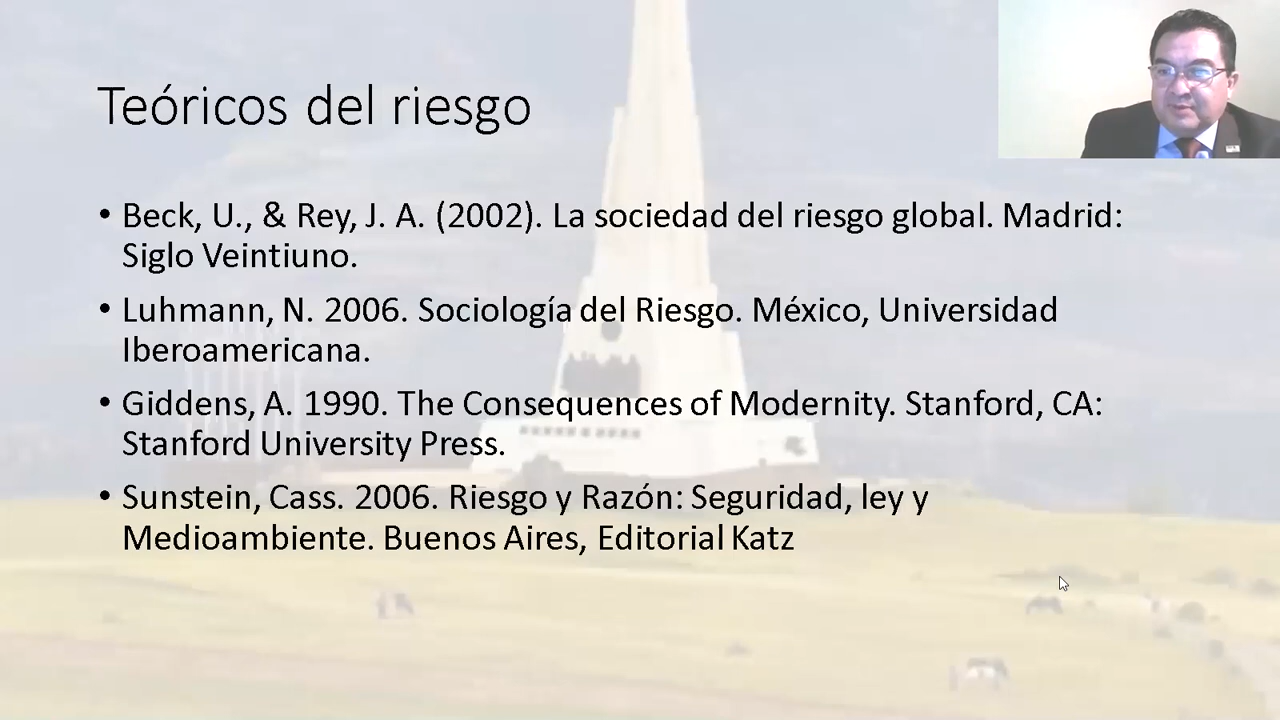 Teóricos del riesgo
• Beck, U., & Rey, J. A. (2002). La sociedad del riesgo global. Madrid:
Siglo Veintiuno.
• Luhmann, N. 2006. Sociología del Riesgo. México, Universidad
Iberoamericana.
• Giddens, A. 1990. The Consequences of Modernity. Stanford, CA:
Stanford University Press.
• Sunstein, Cass. 2006. Riesgo y Razón: Seguridad, ley y
Medioambiente. Buenos Aires, Editorial Katz